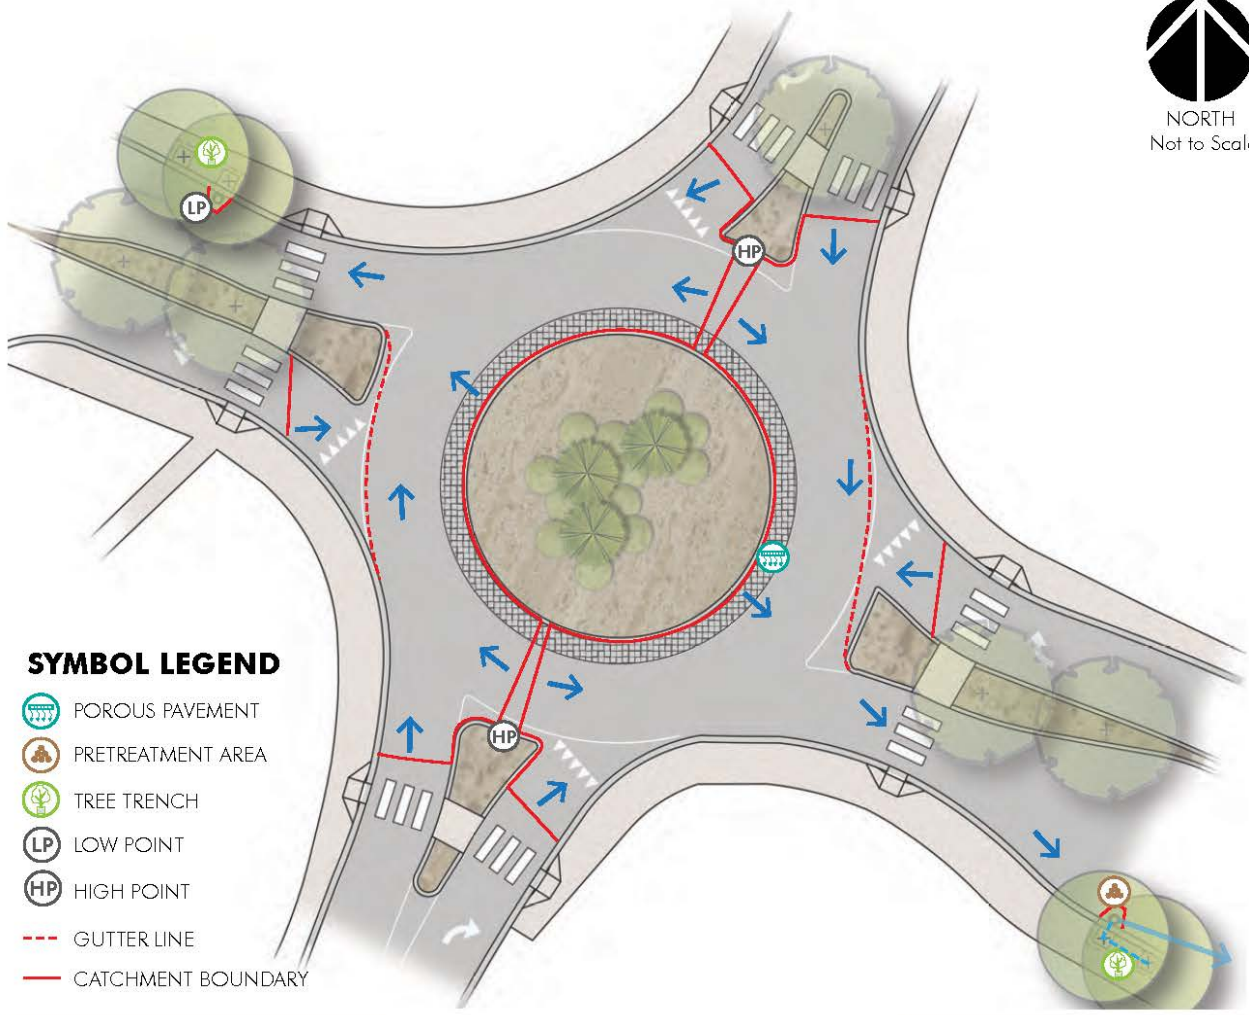 NORTH
Not to Scale
LP
HP
HP
SYMBOL LEGEND
POROUS PAVEMENT
PRETREATMENT AREA
TREE TRENCH
LP LOW POINT
HP HIGH POINT
GUTTER LINE
CATCHMENT BOUNDARY